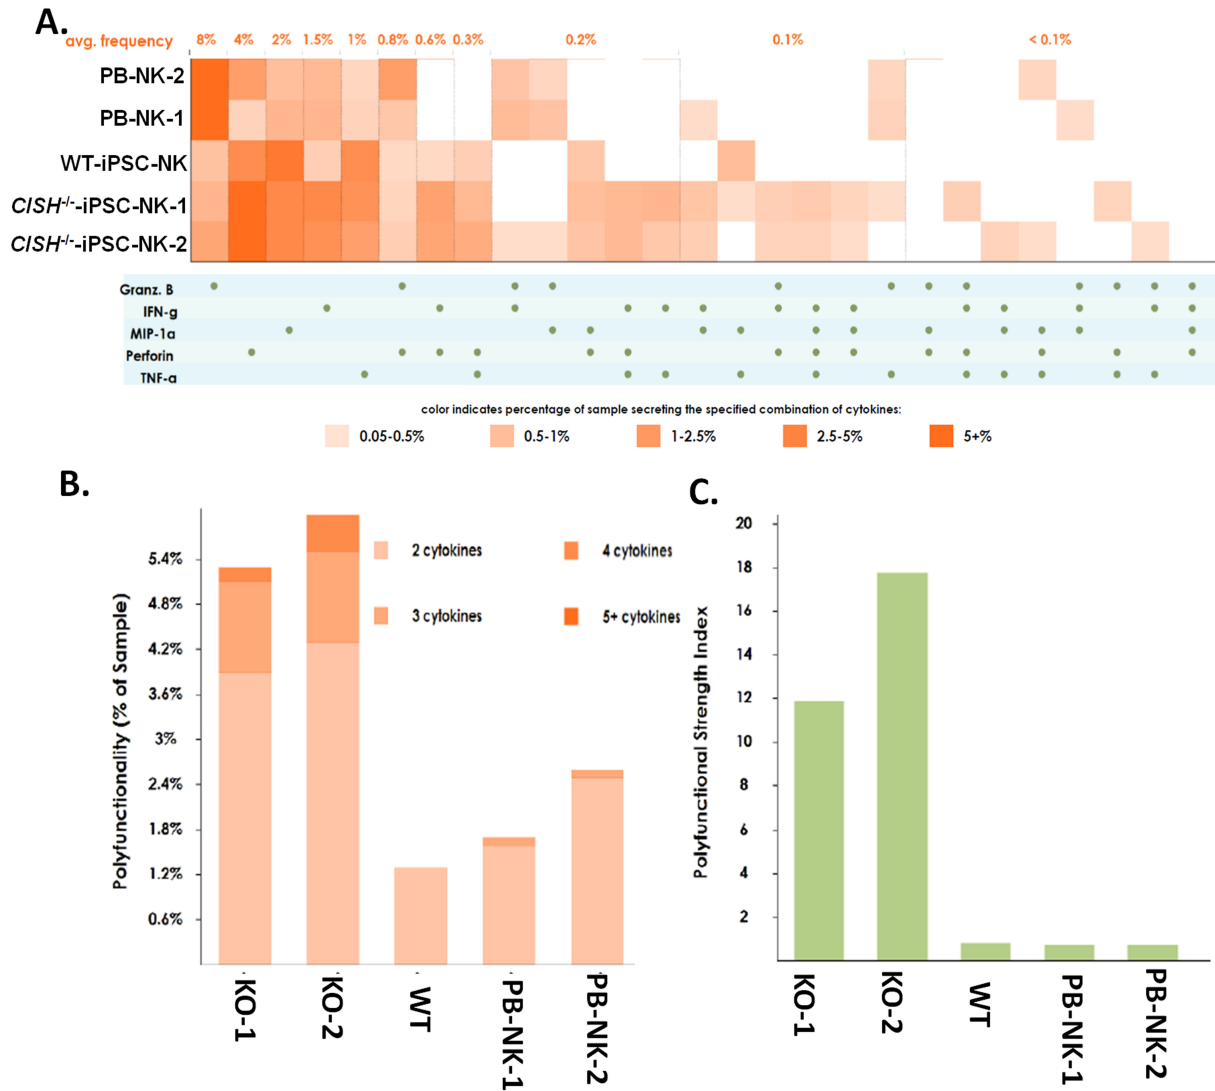 A.
avg. frequency 8% 4% 2% 1.5% 1% 0.8% 0.6% 0.3% 0.2% 0.1% < 0.1%
PB-NK-2
PB-NK-1
WT-iPSC-NK
CISH-/--iPSC-NK-1
CISH-/--iPSC-NK-2
Granz. B
IFN-g
MIP-1a
Perforin
TNF-a
color indicates percentage of sample secreting the specified combination of cytokines:
0.05-0.5% 0.5-1% 1-2.5% 2.5-5% 5+%
B.
Polyfunctionality (% of Sample)
5.4%
4.8%
4.2%
3.6%
3%
2.4%
1.8%
1.2%
0.6%
2 cytokines 4 cytokines
3 cytokines 5+ cytokines
KO-1 KO-2 WT PB-NK-1 PB-NK-2
C.
Polyfunctional Strength Index
20
18
16
14
12
10
8
6
4
2
KO-1 KO-2 WT PB-NK-1 PB-NK-2